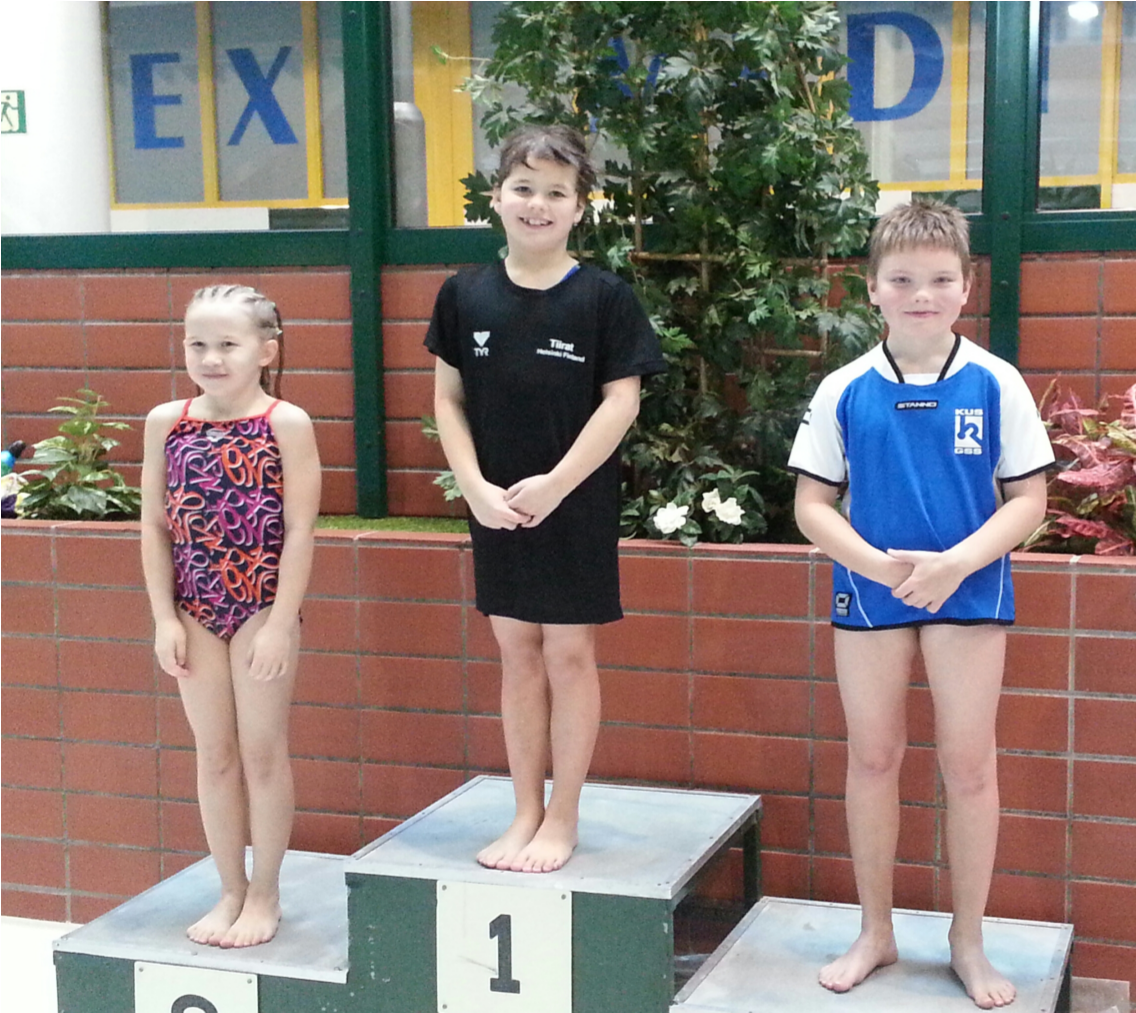 EX
D
TYR
Tiirat
Helsinki Finland
STANNO
KUS
GSS
1